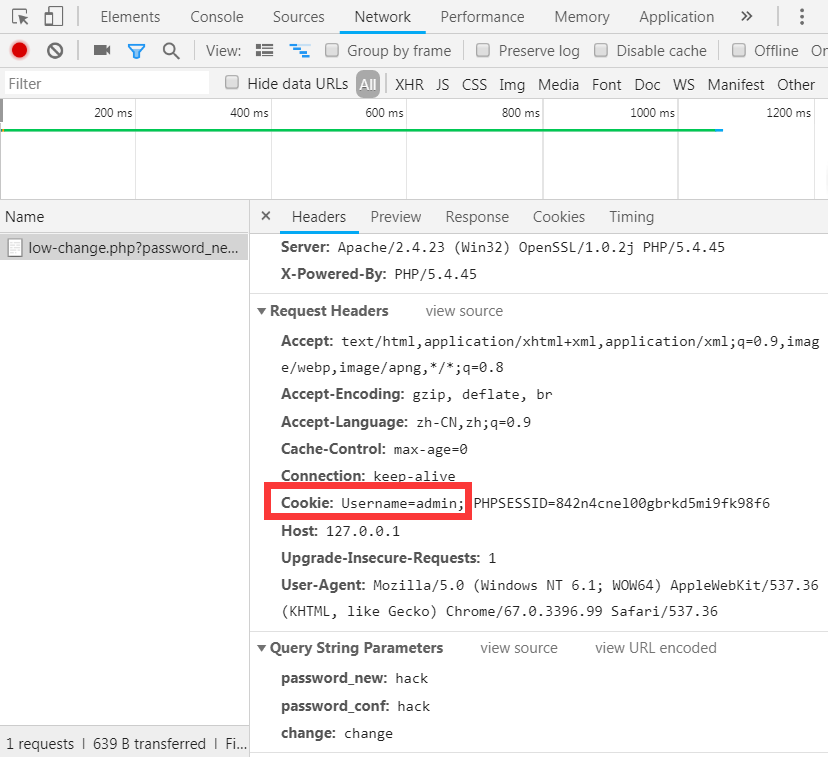 Elements Console Sources Network Performance Memory Application »
View: Group by frame Preserve log Disable cache Offline On
Filter Hide data URLs All XHR JS CSS Img Media Font Doc WS Manifest Other
200 ms 400 ms 600 ms 800 ms 1000 ms 1200 ms
Name × Headers Preview Response Cookies Timing
low-change.php?password_ne...
Server: Apache/2.4.23 (Win32) OpenSSL/1.0.2j PHP/5.4.45
X-Powered-By: PHP/5.4.45
Request Headers view source
Accept: text/html,application/xhtml+xml,application/xml;q=0.9,imag
e/webp,image/apng,*/*;q=0.8
Accept-Encoding: gzip, deflate, br
Accept-Language: zh-CN,zh;q=0.9
Cache-Control: max-age=0
Connection: keep-alive
Cookie: Username=admin; PHPSESSID=842n4cnel00gbrkd5mi9fk98f6
Host: 127.0.0.1
Upgrade-Insecure-Requests: 1
User-Agent: Mozilla/5.0 (Windows NT 6.1; WOW64) AppleWebKit/537.36
(KHTML, like Gecko) Chrome/67.0.3396.99 Safari/537.36
Query String Parameters view source view URL encoded
password_new: hack
password_conf: hack
change: change
1 requests | 639 B transferred | Fi...